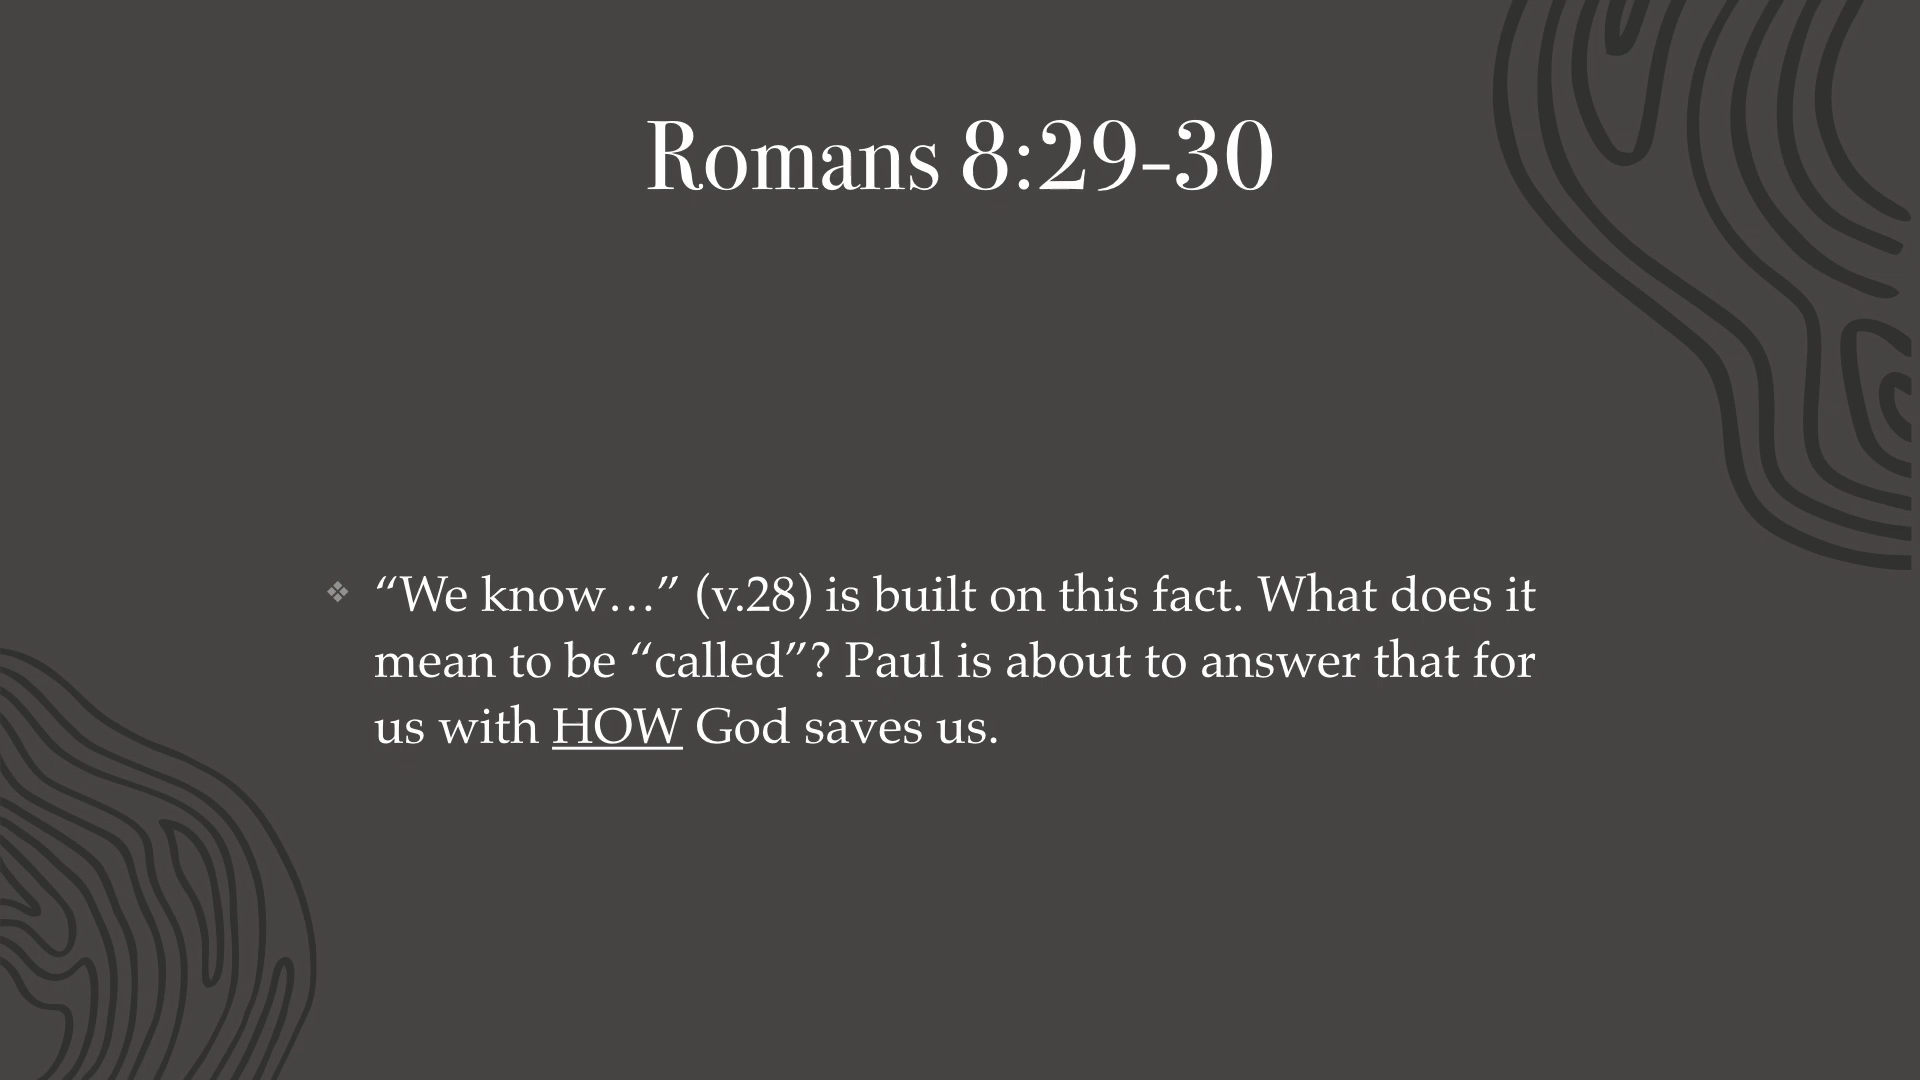 Romans 8:29-30
❖ “We know…” (v.28) is built on this fact. What does it
mean to be “called”? Paul is about to answer that for
us with HOW God saves us.